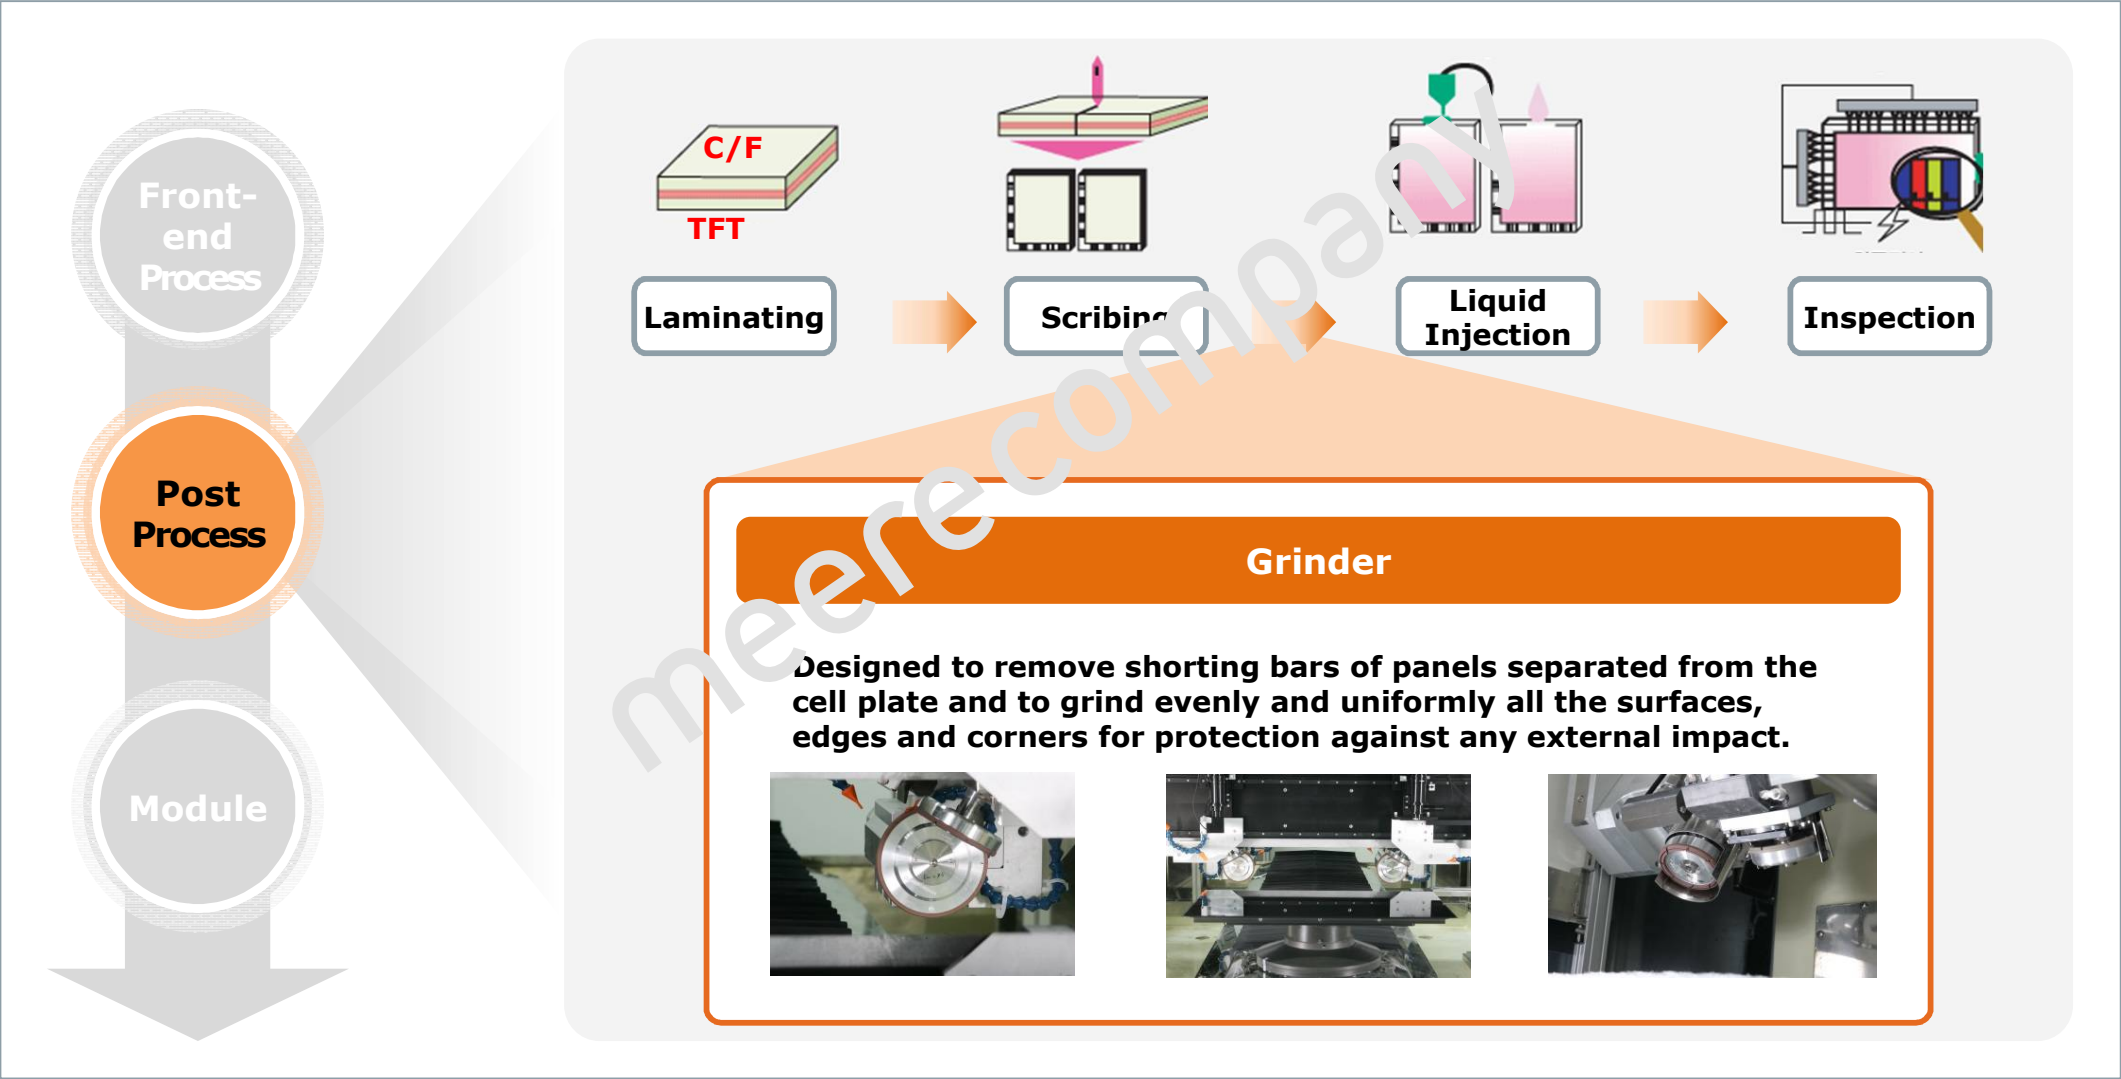 Front-
end
Process
Post
Process
Module
C/F
TFT
Laminating
Scribing
Liquid
Injection
Inspection
Grinder
Designed to remove shorting bars of panels separated from the
cell plate and to grind evenly and uniformly all the surfaces,
edges and corners for protection against any external impact.
meerecompany